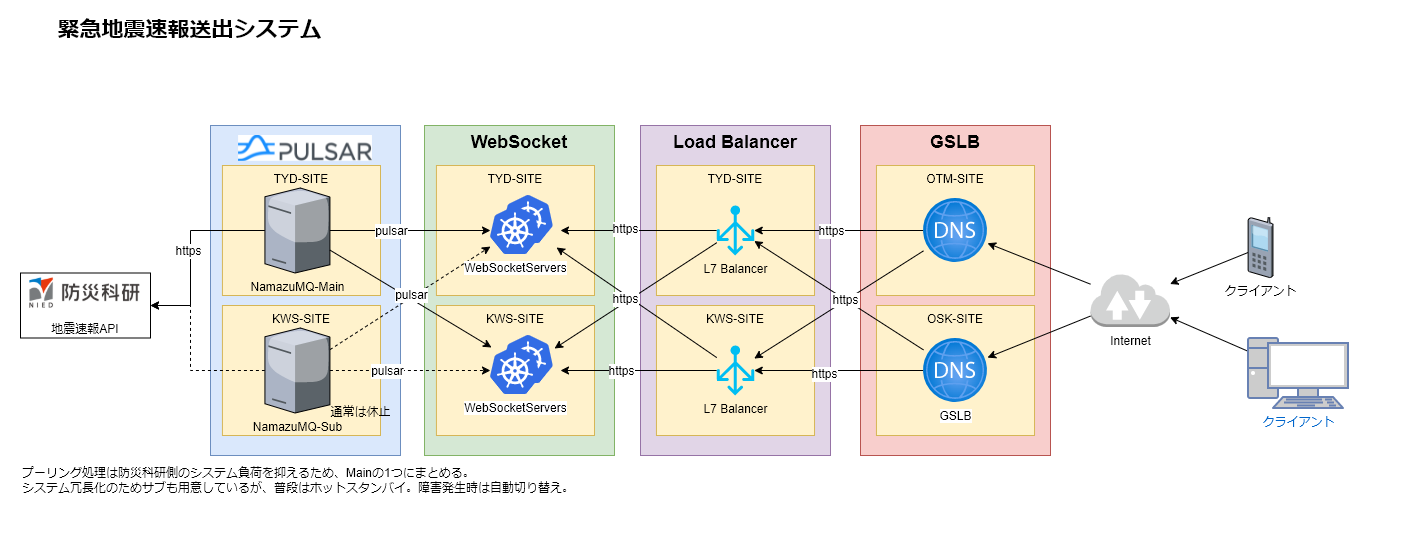 緊急地震速報送出システム
PULSAR
WebSocket
Load Balancer
GSLB
TYD-SITE
TYD-SITE
TYD-SITE
OTM-SITE
https
pulsar
https
https
DNS
WebSocketServers
L7 Balancer
NamazuMQ-Main
クライアント
防災科研
NIED
地震速報API
pulsar
https
https
KWS-SITE
KWS-SITE
KWS-SITE
OSK-SITE
Internet
pulsar
https
https
DNS
通常は休止
WebSocketServers
L7 Balancer
GSLB
NamazuMQ-Sub
クライアント
プーリング処理は防災科研側のシステム負荷を抑えるため、Mainの1つにまとめる。
システム冗長化のためサブも用意しているが、普段はホットスタンバイ。障害発生時は自動切り替え。